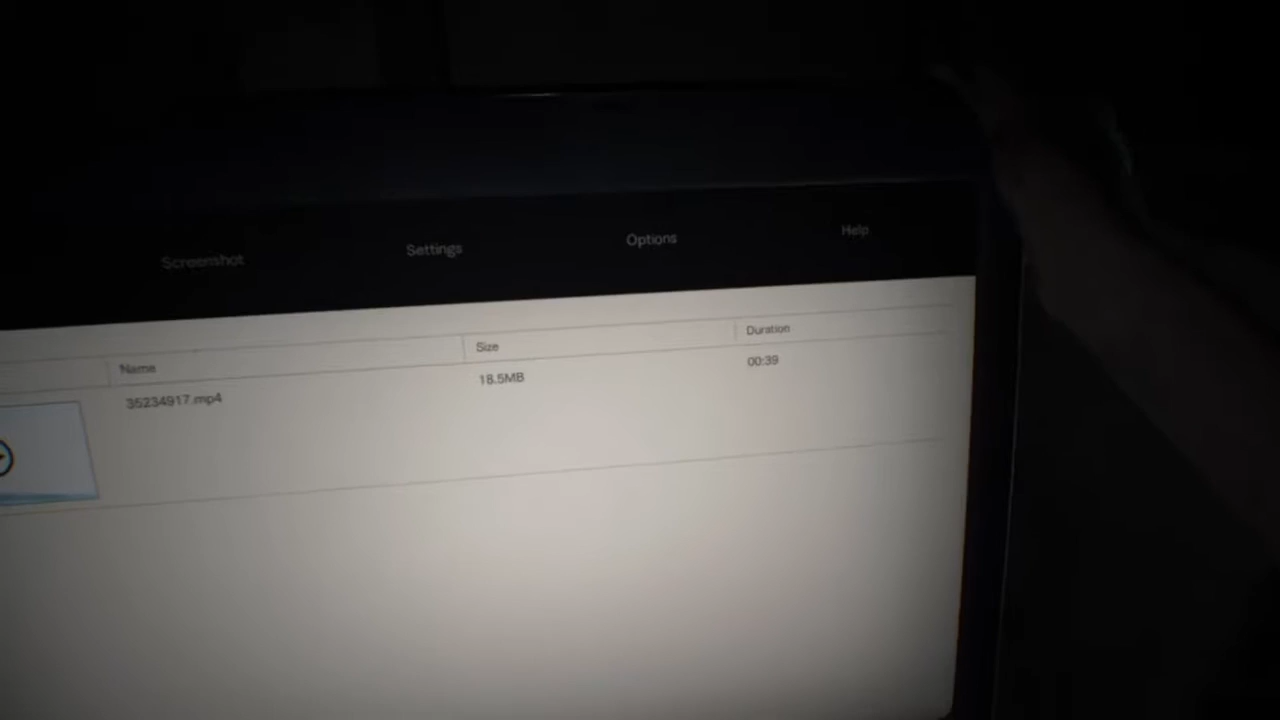 Screenshot Settings Options Help
Name Size Duration
35234917.mp4 18.5MB 00:39